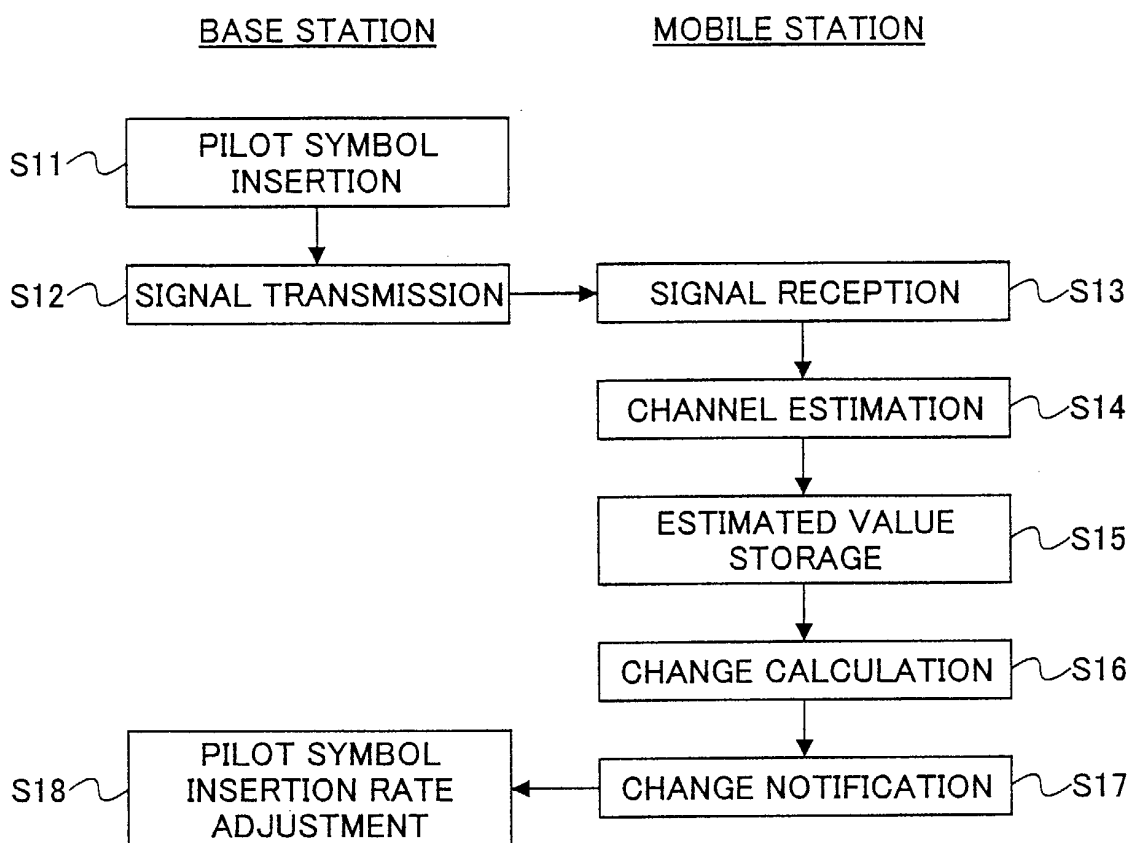 BASE STATION
MOBILE STATION
S11
PILOT SYMBOL
INSERTION
S12
SIGNAL TRANSMISSION
SIGNAL RECEPTION
S13
CHANNEL ESTIMATION
S14
ESTIMATED VALUE
STORAGE
S15
CHANGE CALCULATION
S16
CHANGE NOTIFICATION
S17
S18
PILOT SYMBOL
INSERTION RATE
ADJUSTMENT